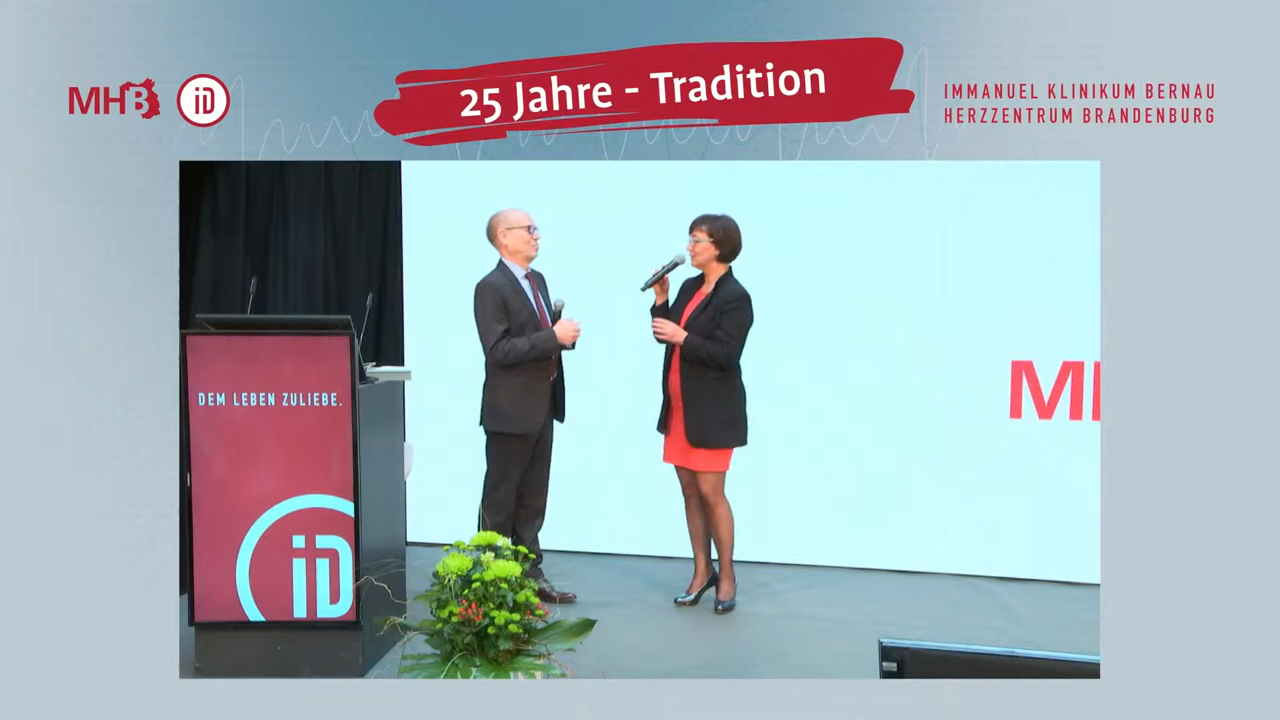 MHB
iD
25 Jahre - Tradition
IMMANUEL KLINIKUM BERNAU
HERZZENTRUM BRANDENBURG
DEM LEBEN ZULIEBE.
iD
MH